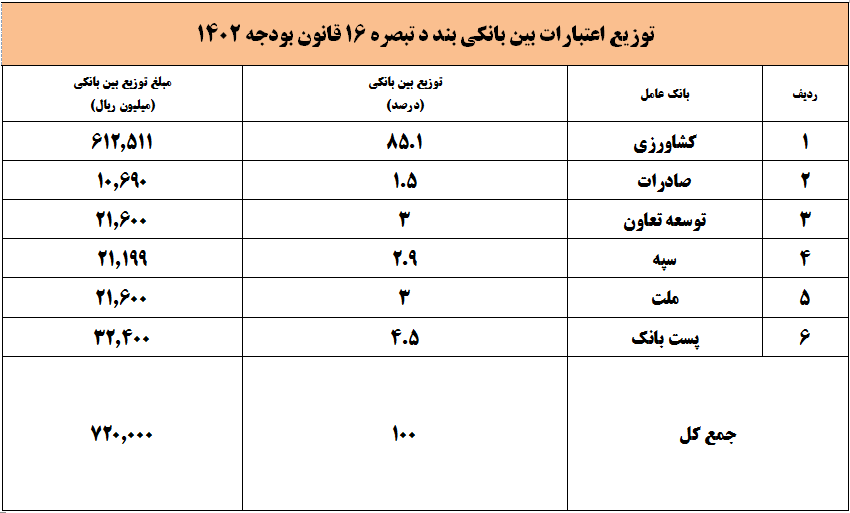 توزیع اعتبارات بین بانکی بند د تبصره ۱۶ قانون بودجه ۱۴۰۲
ردیف بانک عامل توزیع بین بانکی (درصد) مبلغ توزیع بین بانکی (میلیون ریال)
۱ کشاورزی ۸۵.۱ ۶۱۲,۵۱۱
۲ صادرات ۱.۵ ۱۰,۶۹۰
۳ توسعه تعاون ۳ ۲۱,۶۰۰
۴ سپه ۲.۹ ۲۱,۱۹۹
۵ ملت ۳ ۲۱,۶۰۰
۶ پست بانک ۴.۵ ۳۲,۴۰۰
جمع کل ۱۰۰ ۷۲۰,۰۰۰